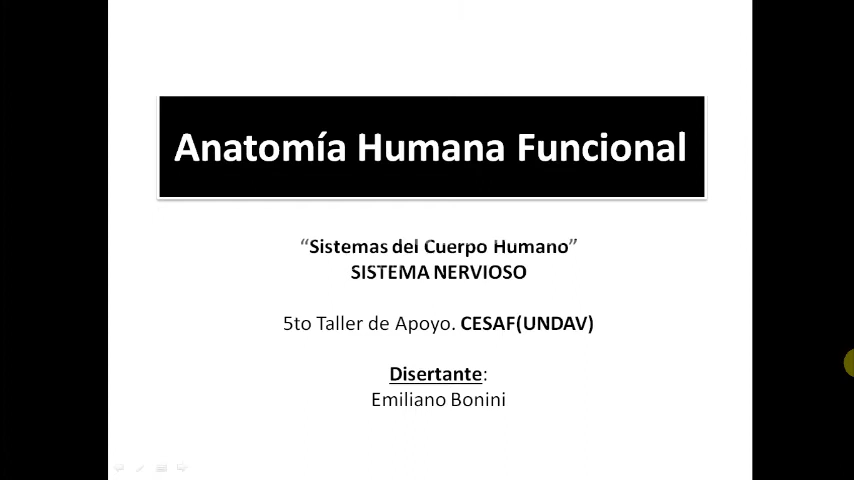 Anatomía Humana Funcional
“Sistemas del Cuerpo Humano”
SISTEMA NERVIOSO
5to Taller de Apoyo. CESAF(UNDAV)
Disertante:
Emiliano Bonini